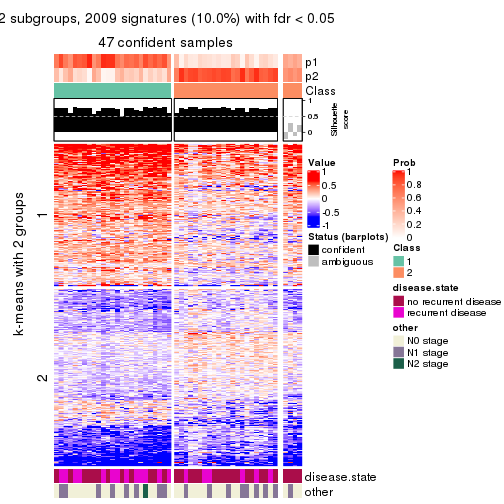 2 subgroups, 2009 signatures (10.0%) with fdr < 0.05
47 confident samples
p1
p2
Class
1
0.5
0
Silhouette
score
k-means with 2 groups
1
2
Value
1
0.5
0
-0.5
-1
Status (barplots)
confident
ambiguous
Prob
1
0.8
0.6
0.4
0.2
0
Class
1
2
disease.state
no recurrent disease
recurrent disease
other
N0 stage
N1 stage
N2 stage
disease.state
other